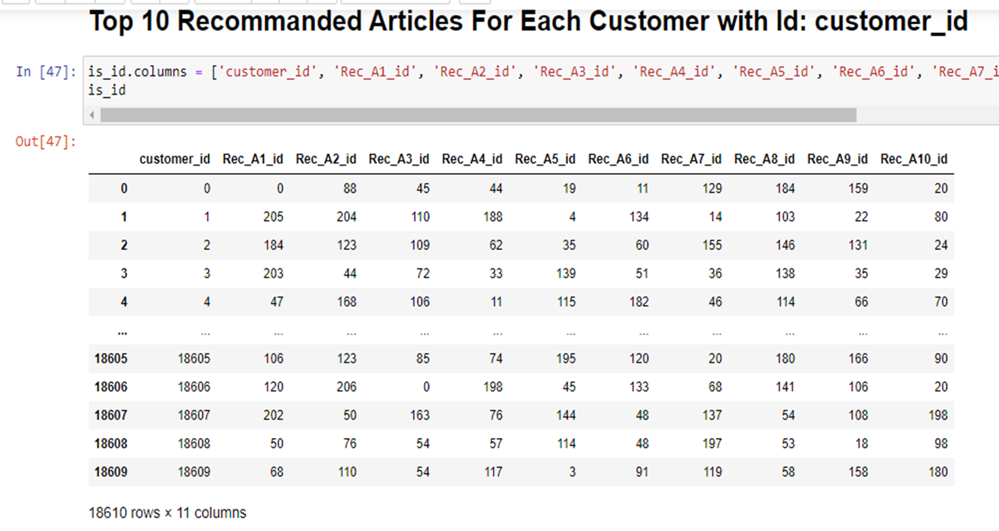 Top 10 Recommanded Articles For Each Customer with Id: customer_id
In [47]: is_id.columns = ['customer_id', 'Rec_A1_id', 'Rec_A2_id', 'Rec_A3_id', 'Rec_A4_id', 'Rec_A5_id', 'Rec_A6_id', 'Rec_A7_i
is_id
Out[47]:
customer_id Rec_A1_id Rec_A2_id Rec_A3_id Rec_A4_id Rec_A5_id Rec_A6_id Rec_A7_id Rec_A8_id Rec_A9_id Rec_A10_id
0 0 0 88 45 44 19 11 129 184 159 20
1 1 205 204 110 188 4 134 14 103 22 80
2 2 184 123 109 62 35 60 155 146 131 24
3 3 203 44 72 33 139 51 36 138 35 29
4 4 47 168 106 11 115 182 46 114 66 70
... ... ... ... ... ... ... ... ... ... ... ...
18605 18605 106 123 85 74 195 120 20 180 166 90
18606 18606 120 206 0 198 45 133 68 141 106 20
18607 18607 202 50 163 76 144 48 137 54 108 198
18608 18608 50 76 54 57 114 48 197 53 18 98
18609 18609 68 110 54 117 3 91 119 58 158 180
18610 rows × 11 columns